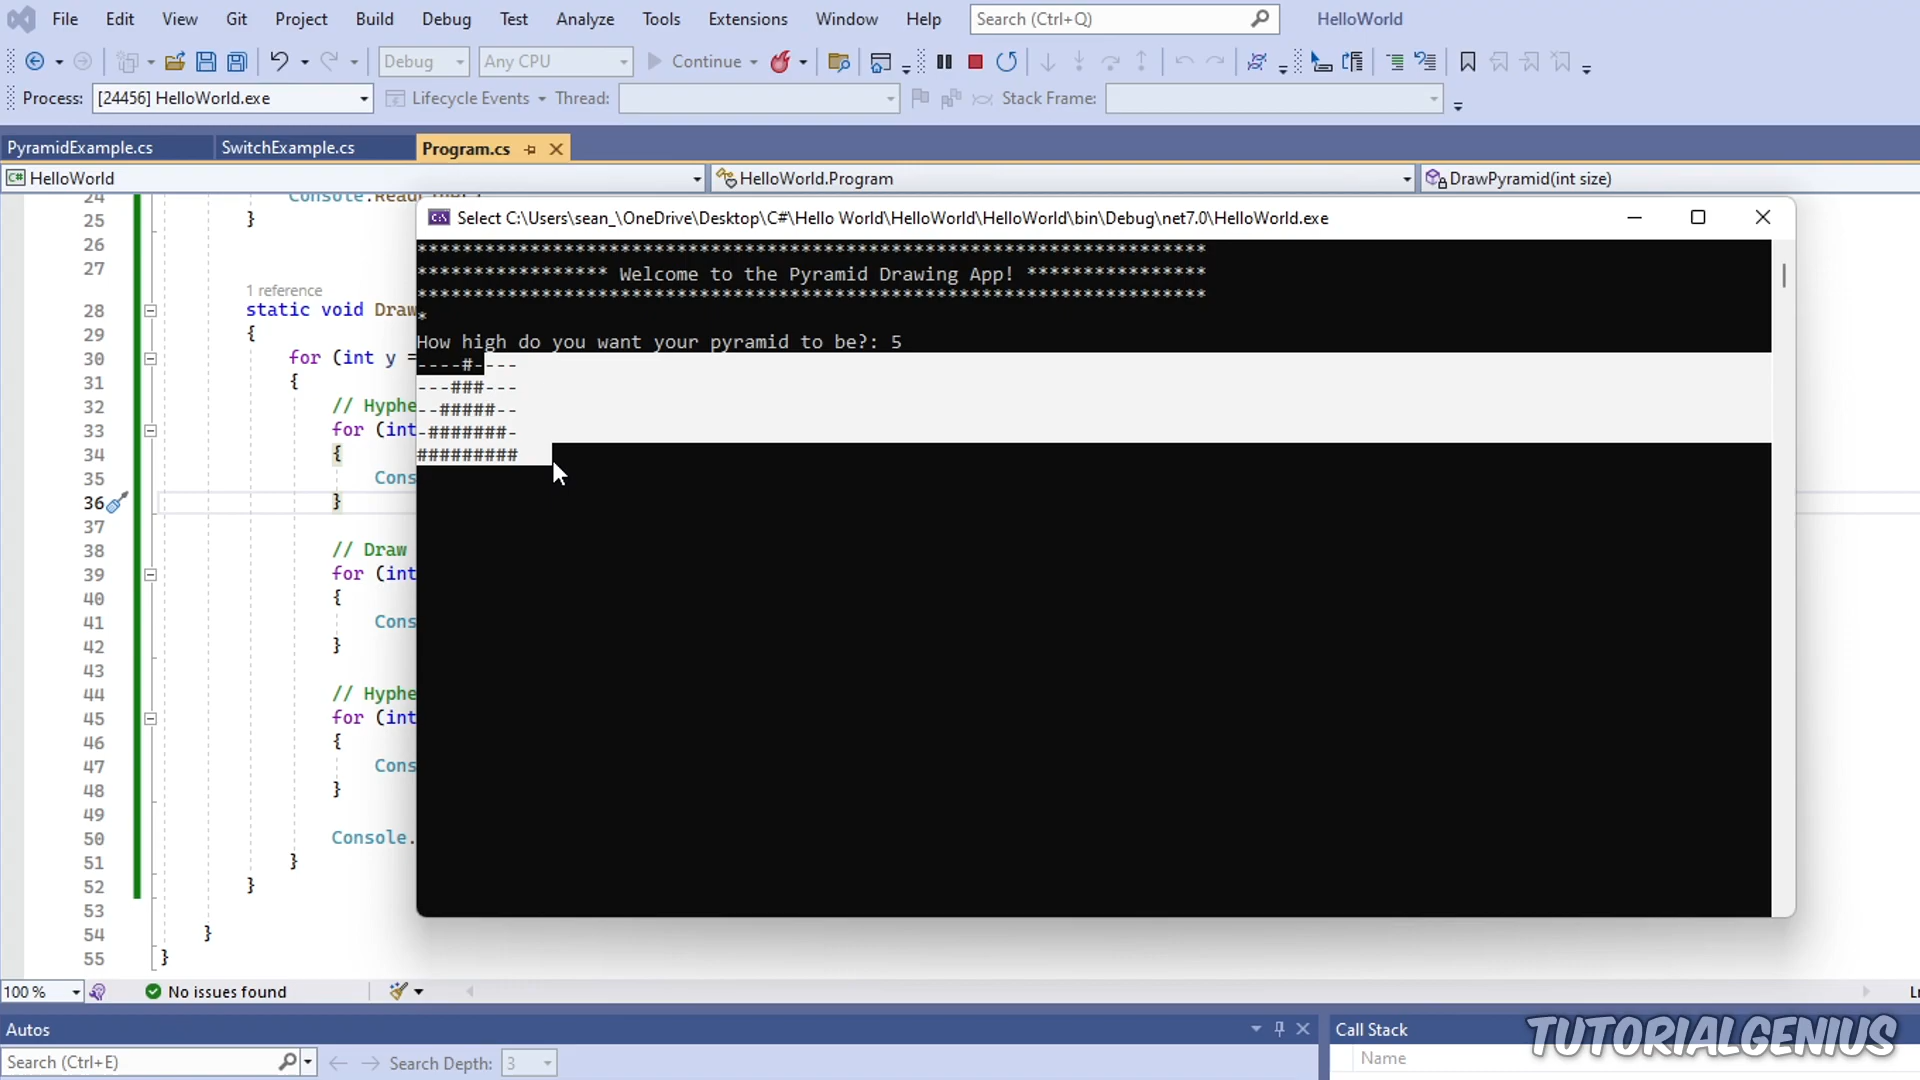 File Edit View Git Project Build Debug Test Analyze Tools Extensions Window Help Search (Ctrl+Q) HelloWorld
Debug Any CPU Continue
Process: [24456] HelloWorld.exe Lifecycle Events Thread: Stack Frame:
PyramidExample.cs SwitchExample.cs Program.cs
C# HelloWorld HelloWorld.Program DrawPyramid(int size)
24
25 }
26
27
1 reference
28 static void Draw
29 {
30 for (int y =
31 {
32 // Hyphe
33 for (int
34 {
35 Cons
36 }
37
38 // Draw
39 for (int
40 {
41 Cons
42 }
43
44 // Hyphe
45 for (int
46 {
47 Cons
48 }
49
50 Console.
51 }
52 }
53
54 }
55 }
Select C:\Users\sean_\OneDrive\Desktop\C#\Hello World\HelloWorld\HelloWorld\bin\Debug\net7.0\HelloWorld.exe
**********************************************************************
***************** Welcome to the Pyramid Drawing App! ****************
**********************************************************************
*
How high do you want your pyramid to be?: 5
----#----
---###---
--#####--
-#######-
#########
100 % No issues found
Autos Call Stack
Search (Ctrl+E) Search Depth: 3 Name
TUTORIALGENIUS